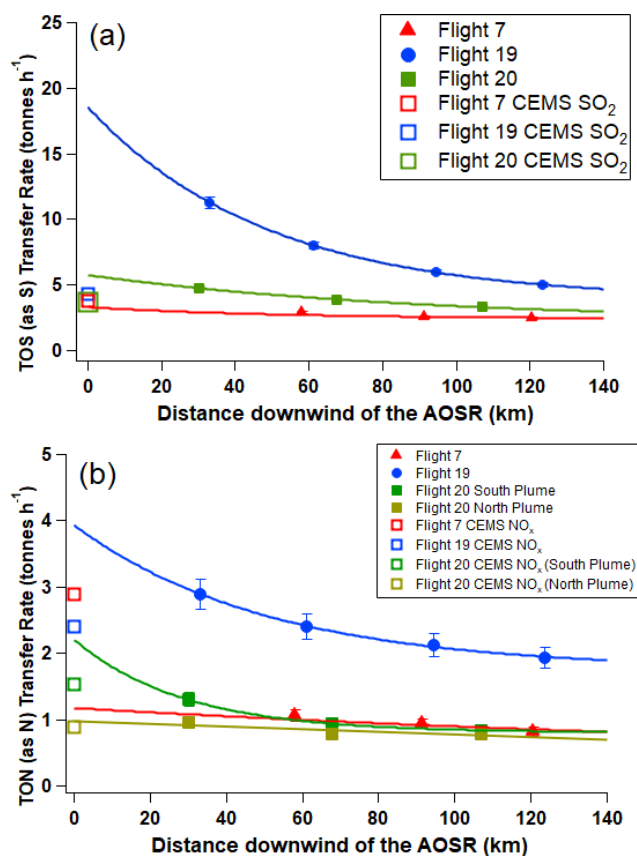 (a)
Flight 7
Flight 19
Flight 20
Flight 7 CEMS SO₂
Flight 19 CEMS SO₂
Flight 20 CEMS SO₂
TOS (as S) Transfer Rate (tonnes h⁻¹)
25
20
15
10
5
0
0 20 40 60 80 100 120 140
Distance downwind of the AOSR (km)
(b)
Flight 7
Flight 19
Flight 20 South Plume
Flight 20 North Plume
Flight 7 CEMS NOₓ
Flight 19 CEMS NOₓ
Flight 20 CEMS NOₓ (South Plume)
Flight 20 CEMS NOₓ (North Plume)
TON (as N) Transfer Rate (tonnes h⁻¹)
5
4
3
2
1
0
0 20 40 60 80 100 120 140
Distance downwind of the AOSR (km)